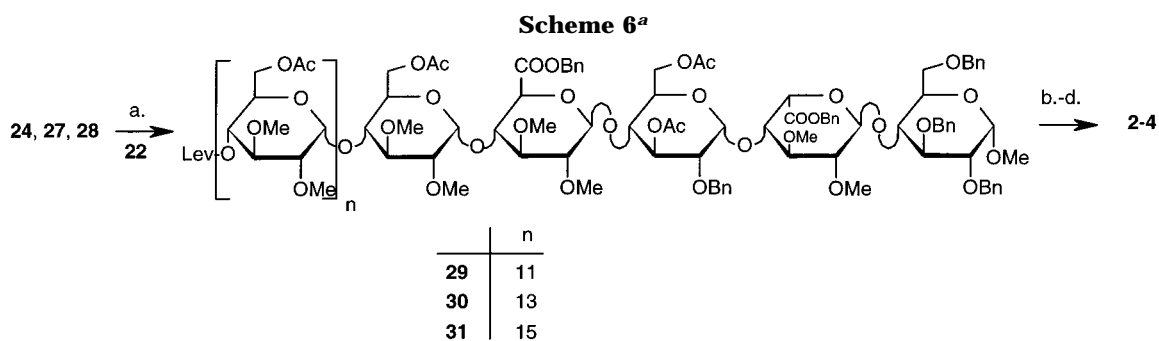 Scheme 6a
OAc OAc COOBn OAc OBn
O O O O O O
24, 27, 28 a. 22
OMe OMe OMe OAc COOBn OMe OBn
Lev-O O O O O O OMe
OMe OMe OMe OBn OMe OBn
n
b.-d. 2-4
n
29 11
30 13
31 15